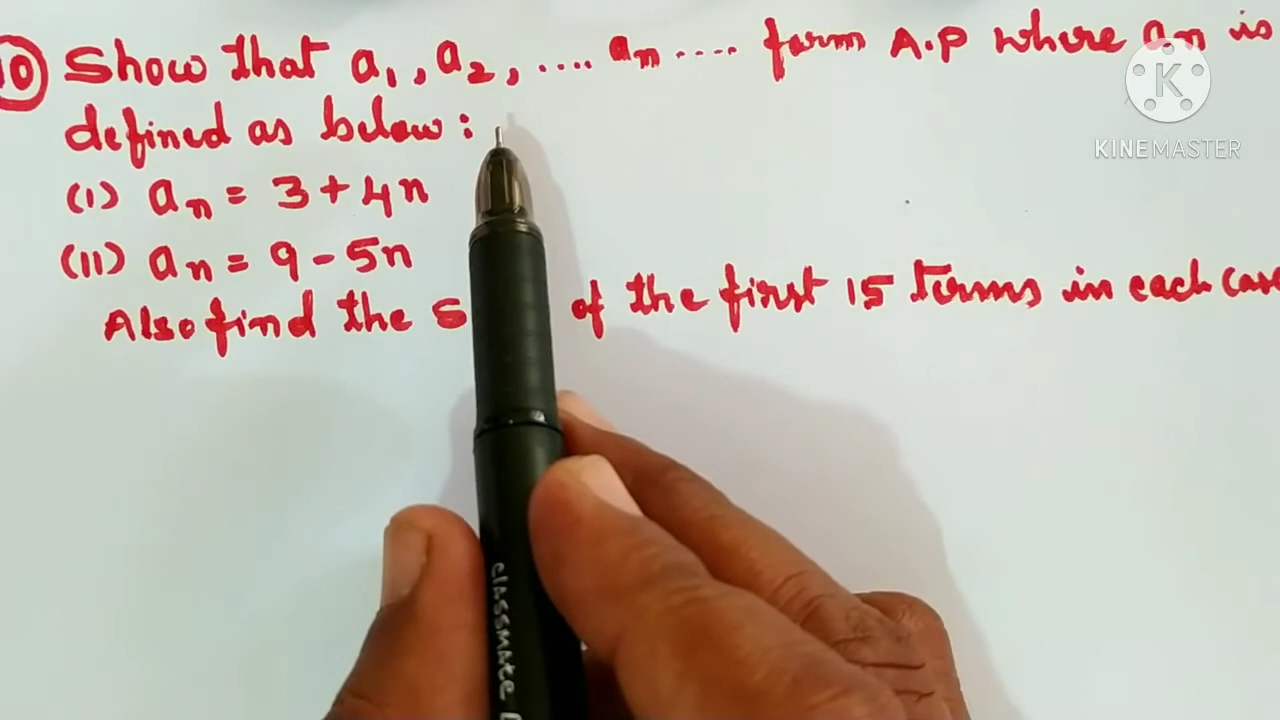 10 Show that a₁, a₂, .... aₙ .... form A.P where aₙ is
defined as below:
(I) aₙ = 3 + 4n
(II) aₙ = 9 - 5n
Also find the s of the first 15 Terms in each case
KINEMASTER
classmate